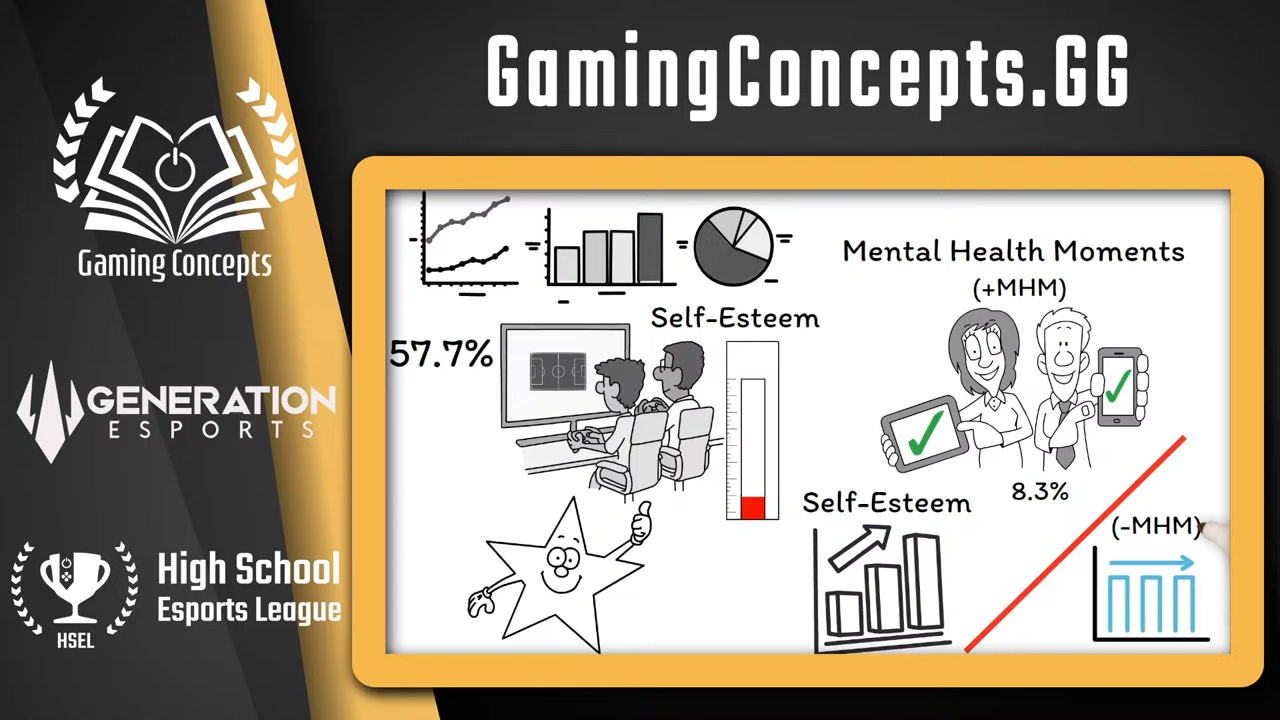 GamingConcepts.GG
Gaming Concepts
GENERATION
ESPORTS
High School
Esports League
HSEL
57.7%
Self-Esteem
Mental Health Moments
(+MHM)
8.3%
Self-Esteem
(-MHM)